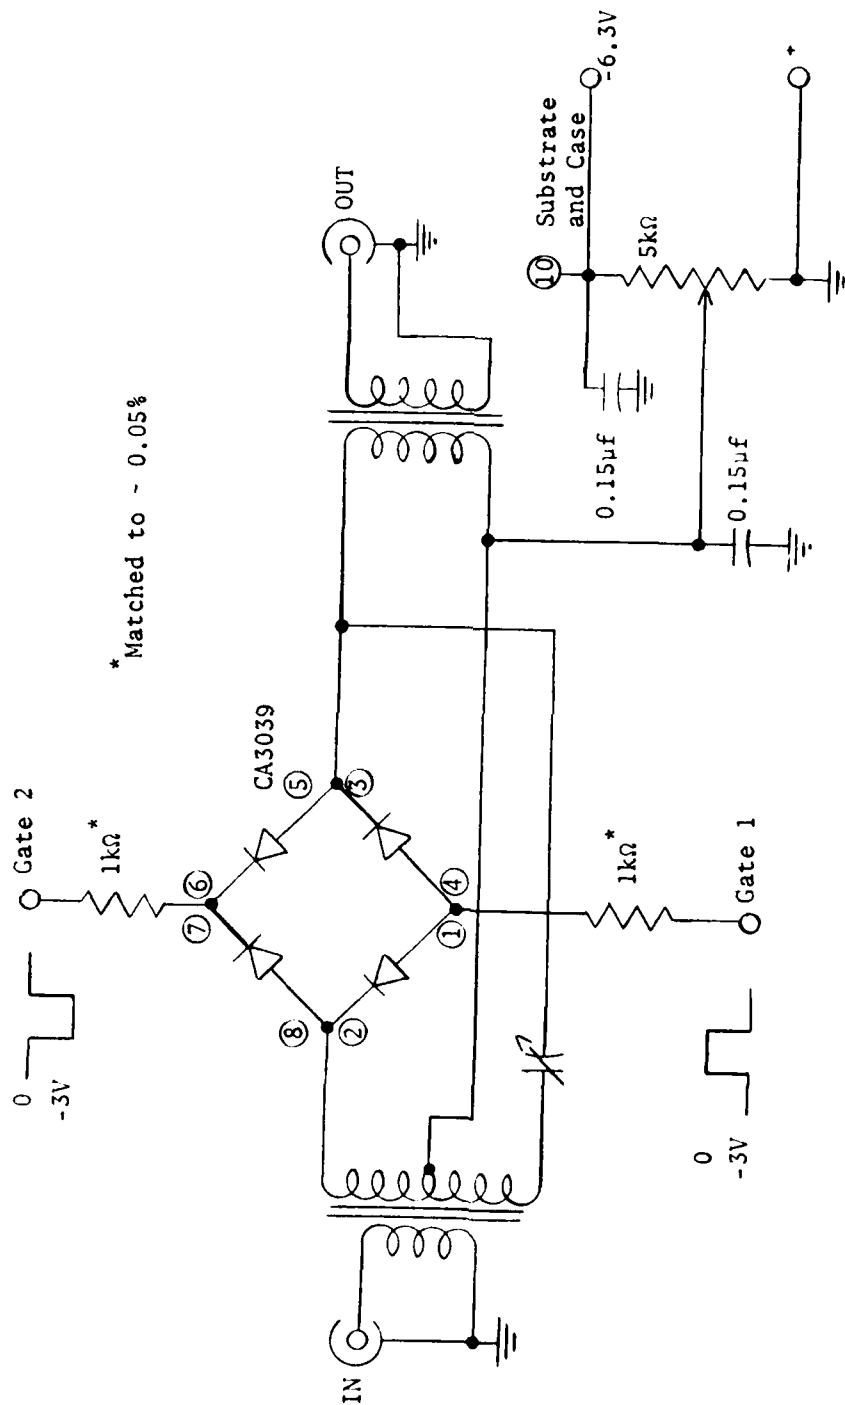 *Matched to ~ 0.05%
0
-3V
Gate 2
1kΩ*
CA3039
⑦
⑥
⑤
③
⑧
②
①
④
IN
OUT
1kΩ*
Gate 1
0
-3V
0.15µf
0.15µf
⑩
Substrate
and Case
5kΩ
-6.3V
+